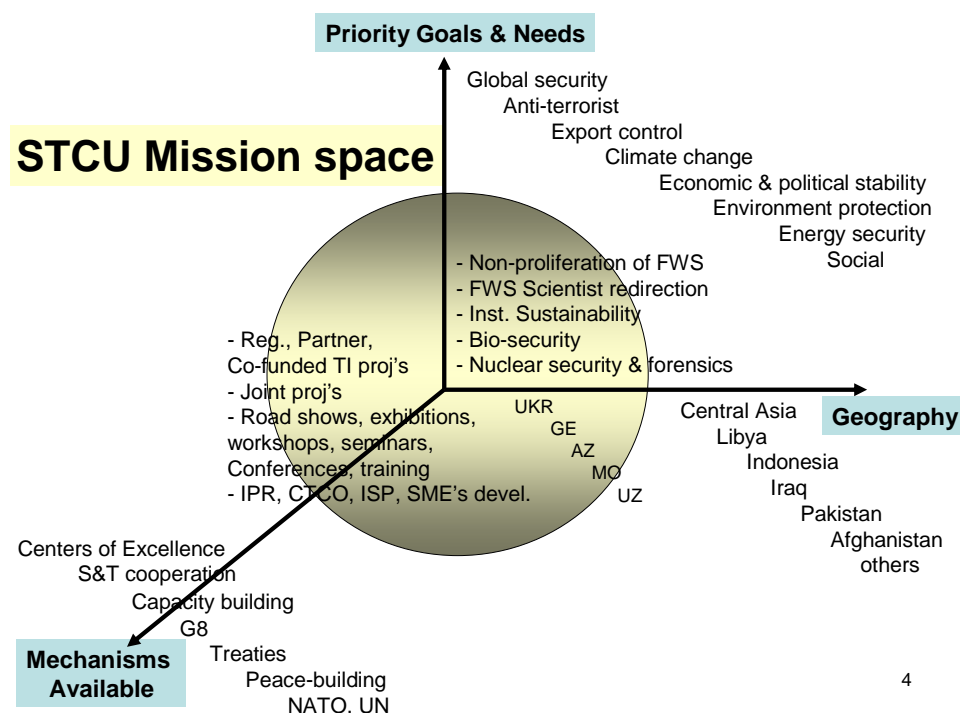 Priority Goals & Needs
Global security
Anti-terrorist
Export control
Climate change
Economic & political stability
Environment protection
Energy security
Social
STCU Mission space
- Non-proliferation of FWS
- FWS Scientist redirection
- Inst. Sustainability
- Bio-security
- Nuclear security & forensics
- Reg., Partner,
Co-funded TI proj's
- Joint proj's
- Road shows, exhibitions,
workshops, seminars,
Conferences, training
- IPR, CTCO, ISP, SME's devel.
UKR
GE
AZ
MO
UZ
Geography
Central Asia
Libya
Indonesia
Iraq
Pakistan
Afghanistan
others
Centers of Excellence
S&T cooperation
Capacity building
G8
Treaties
Peace-building
NATO, UN
Mechanisms
Available
4